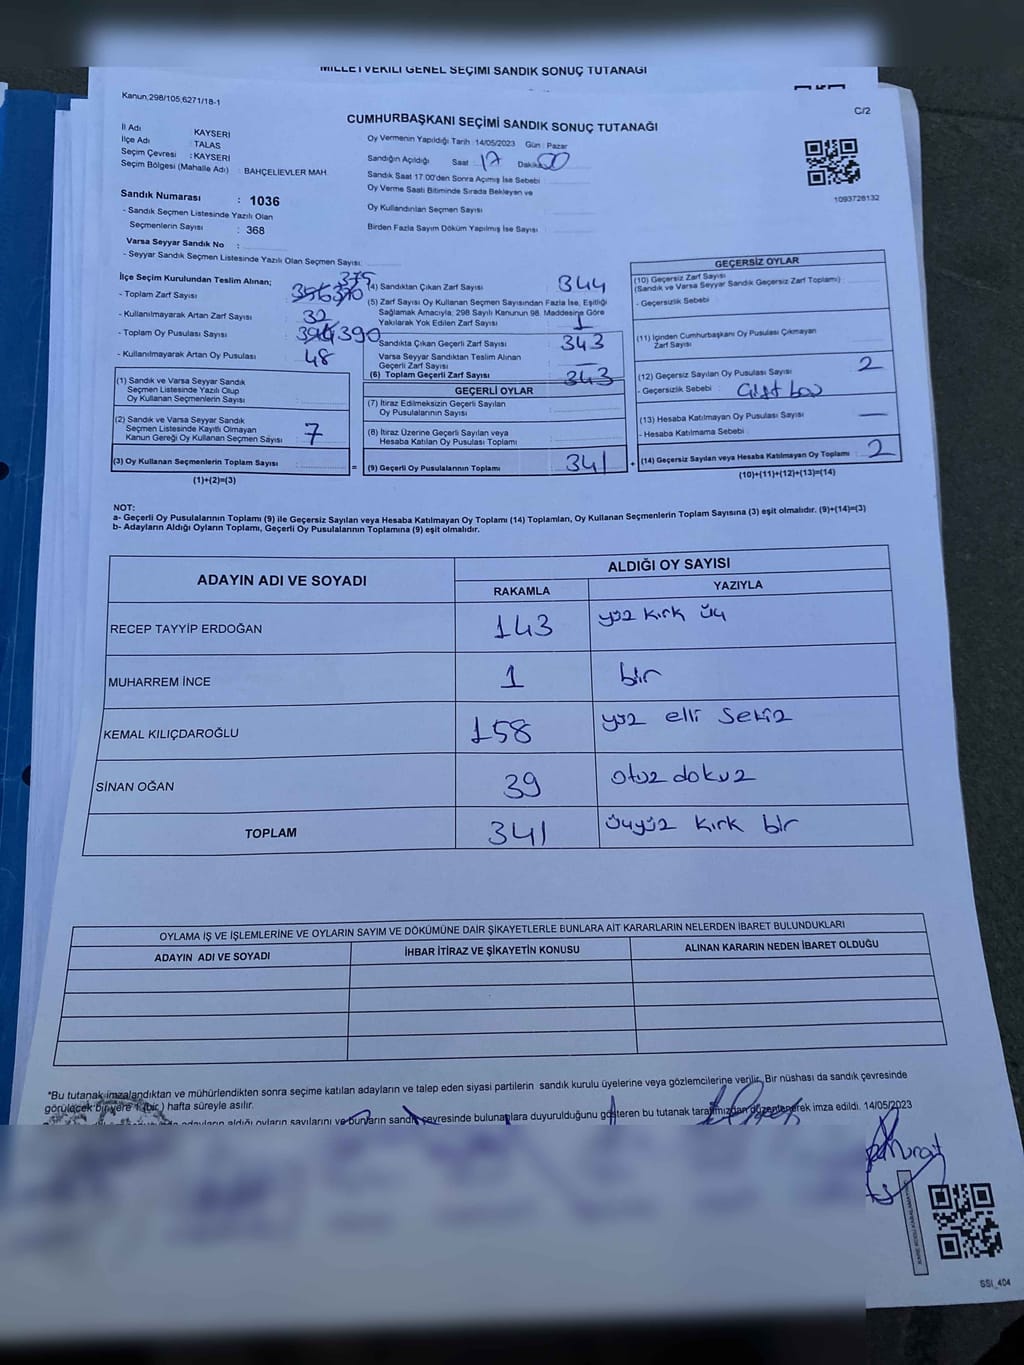 MİLLETVEKİLİ GENEL SEÇİMİ SANDIK SONUÇ TUTANAĞI
Kanun;298/105,6271/18-1
C/2
CUMHURBAŞKANI SEÇİMİ SANDIK SONUÇ TUTANAĞI
İl Adı KAYSERİ
İlçe Adı : TALAS
Seçim Çevresi : KAYSERİ
Seçim Bölgesi (Mahalle Adı) : BAHÇELİEVLER MAH.
Oy Vermenin Yapıldığı Tarih : 14/05/2023 Gün : Pazar
Sandığın Açıldığı Saat : 17 Dakika 00
Sandık Saat 17:00'den Sonra Açımış İse Sebebi :
Oy Verme Saati Bitiminde Sırada Bekleyan ve
Oy Kullandırılan Seçmen Sayısı :
Birden Fazla Sayım Döküm Yapılmış İse Sayısı :
1093728132
Sandık Numarası : 1036
- Sandık Seçmen Listesinde Yazılı Olan
Seçmenlerin Sayısı : 368
Varsa Seyyar Sandık No :
- Seyyar Sandık Seçmen Listesinde Yazılı Olan Seçmen Sayısı:
İlçe Seçim Kurulundan Teslim Alınan; 375
- Toplam Zarf Sayısı : 356 370
- Kullanılmayarak Artan Zarf Sayısı : 32
- Toplam Oy Pusulası Sayısı : 390
- Kullanılmayarak Artan Oy Pusulası : 48
(1) Sandık ve Varsa Seyyar Sandık
Seçmen Listesinde Yazılı Olup
Oy Kullanan Seçmenlerin Sayısı :
(2) Sandık ve Varsa Seyyar Sandık
Seçmen Listesinde Kayıtlı Olmayan
Kanun Gereği Oy Kullanan Seçmen Sayısı : 7
(3) Oy Kullanan Seçmenlerin Toplam Sayısı :
(1)+(2)=(3)
(4) Sandıktan Çıkan Zarf Sayısı : 344
(5) Zarf Sayısı Oy Kullanan Seçmen Sayısından Fazla İse, Eşitliği
Sağlamak Amacıyla, 298 Sayılı Kanunun 98. Maddesine Göre
Yakılarak Yok Edilen Zarf Sayısı : 1
Sandıkta Çıkan Geçerli Zarf Sayısı : 343
Varsa Seyyar Sandıktan Teslim Alınan
Geçerli Zarf Sayısı :
(6) Toplam Geçerli Zarf Sayısı : 343
GEÇERLİ OYLAR
(7) İtiraz Edilmeksizin Geçerli Sayılan
Oy Pusulalarının Sayısı :
(8) İtiraz Üzerine Geçerli Sayılan veya
Hesaba Katılan Oy Pusulası Toplamı :
= (9) Geçerli Oy Pusulalarının Toplamı : 341
GEÇERSİZ OYLAR
(10) Geçersiz Zarf Sayısı
(Sandık ve Varsa Seyyar Sandık Geçersiz Zarf Toplamı) :
- Geçersizlik Sebebi :
(11) İçinden Cumhurbaşkanı Oy Pusulası Çıkmayan
Zarf Sayısı :
(12) Geçersiz Sayılan Oy Pusulası Sayısı : 2
- Geçersizlik Sebebi :
(13) Hesaba Katılmayan Oy Pusulası Sayısı : —
- Hesaba Katılmama Sebebi :
+ (14) Geçersiz Sayılan veya Hesaba Katılmayan Oy Toplamı : 2
(10)+(11)+(12)+(13)=(14)
NOT:
a- Geçerli Oy Pusulalarının Toplamı (9) ile Geçersiz Sayılan veya Hesaba Katılmayan Oy Toplamı (14) Toplamları, Oy Kullanan Seçmenlerin Toplam Sayısına (3) eşit olmalıdır. (9)+(14)=(3)
b- Adayların Aldığı Oyların Toplamı, Geçerli Oy Pusulalarının Toplamına (9) eşit olmalıdır.
ADAYIN ADI VE SOYADI ALDIĞI OY SAYISI
RAKAMLA YAZIYLA
RECEP TAYYİP ERDOĞAN 143 yüz kırk üç
MUHARREM İNCE 1 bir
KEMAL KILIÇDAROĞLU 158 yüz elli sekiz
SİNAN OĞAN 39 otuz dokuz
TOPLAM 341 üçyüz kırk bir
OYLAMA İŞ VE İŞLEMLERİNE VE OYLARIN SAYIM VE DÖKÜMÜNE DAİR ŞİKAYETLERLE BUNLARA AİT KARARLARIN NELERDEN İBARET BULUNDUKLARI
ADAYIN ADI VE SOYADI İHBAR İTİRAZ VE ŞİKAYETİN KONUSU ALINAN KARARIN NEDEN İBARET OLDUĞU
*Bu tutanak imzalandıktan ve mühürlendikten sonra seçime katılan adayların ve talep eden siyasi partilerin sandık kurulu üyelerine veya gözlemcilerine verilir. Bir nüshası da sandık çevresinde
görülecek bir yere 1 (bir ) hafta süreyle asılır.
adayların aldığı oyların sayılarını ve bunların sandık çevresinde bulunanlara duyurulduğunu gösteren bu tutanak tarafımızdan düzenlenerek imza edildi. 14/05/2023
SSİ_404